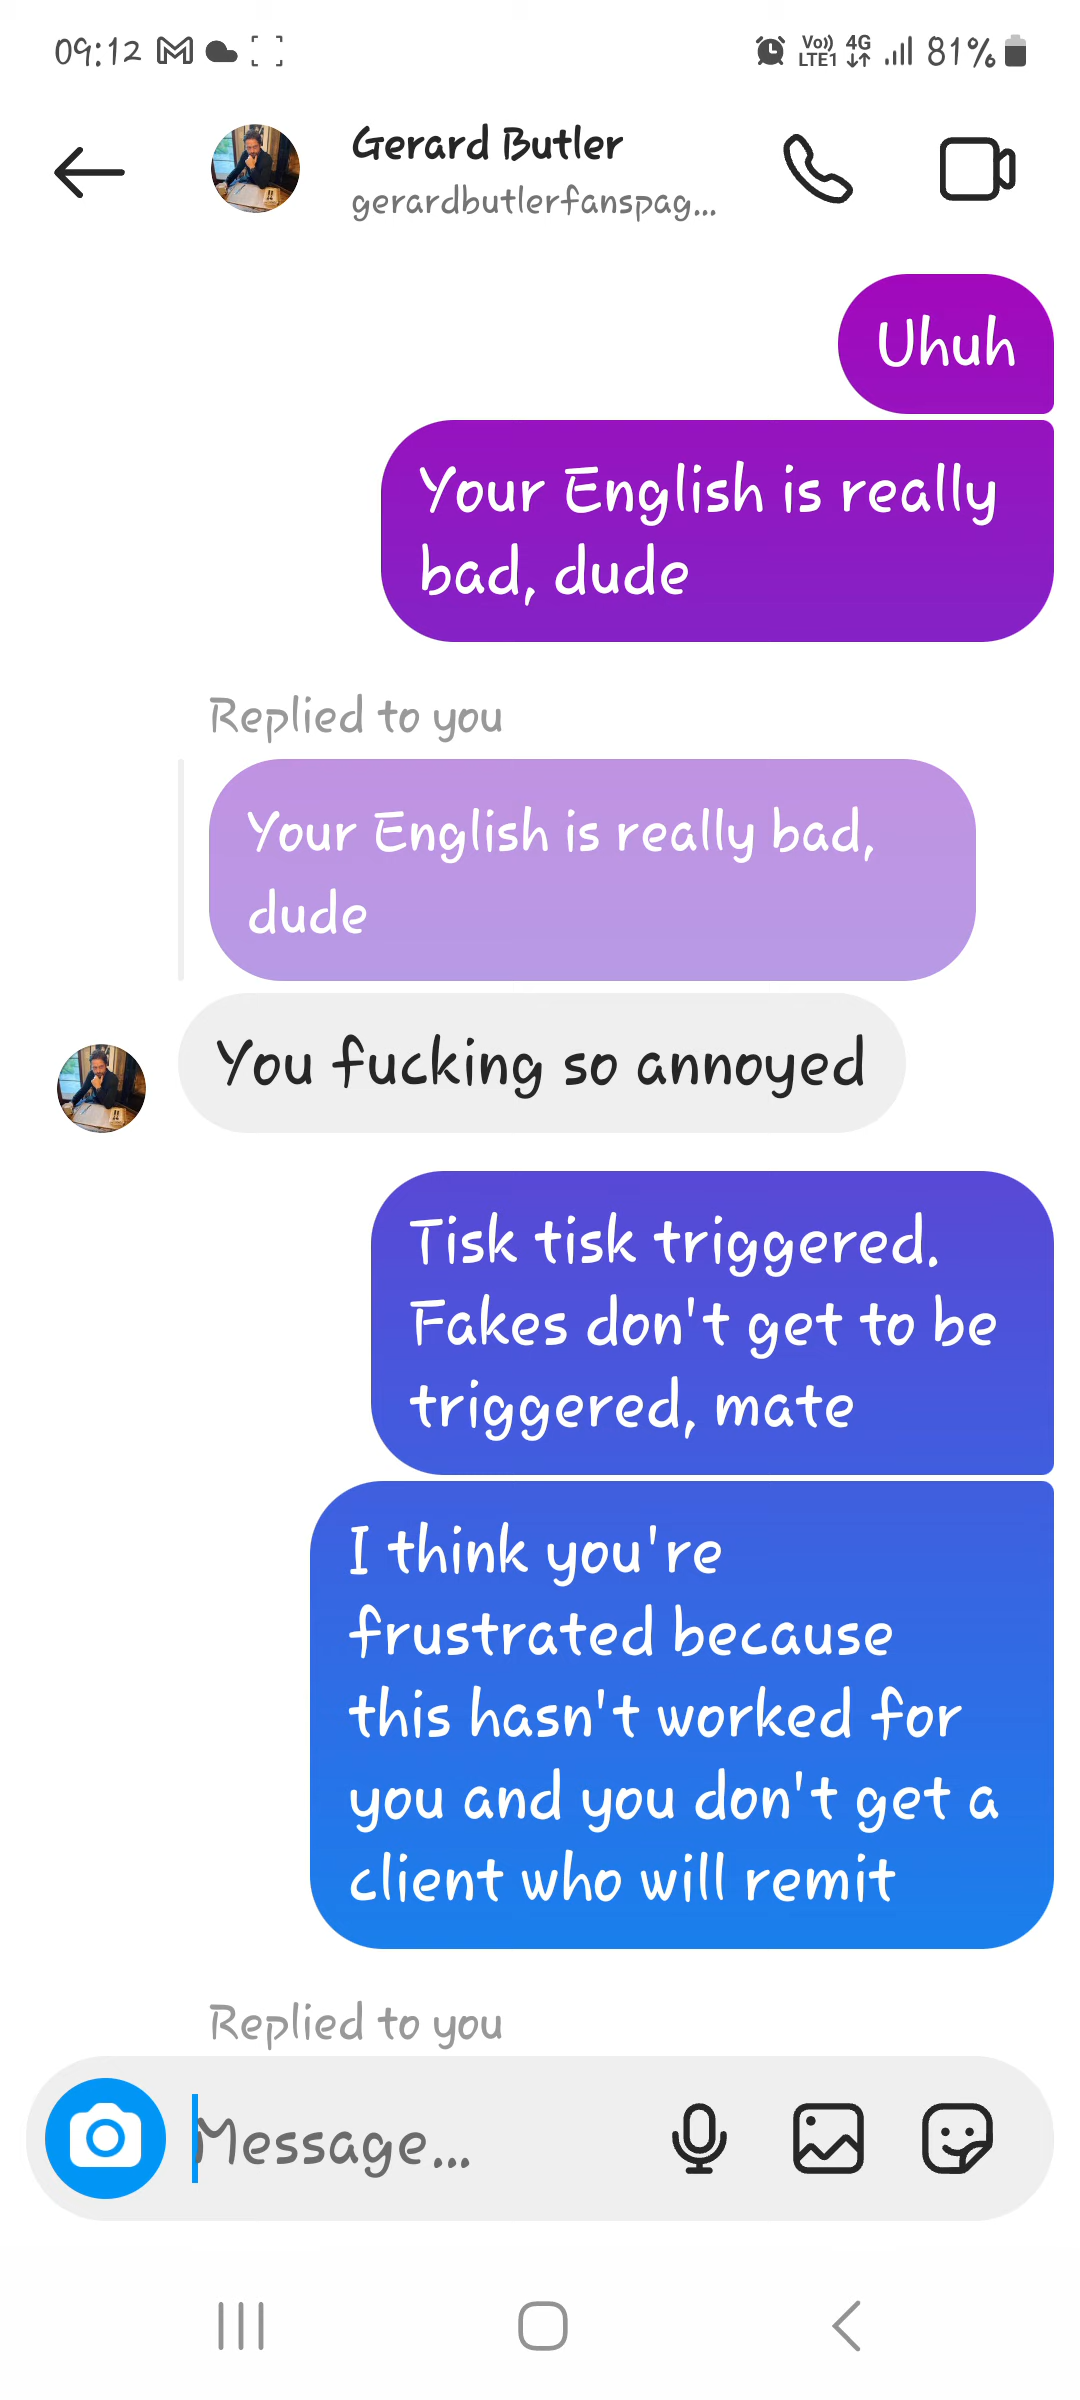 09:12
Vo)) 4G 81%
LTE1
Gerard Butler
gerardbutlerfanspag...
Uhuh
Your English is really
bad, dude
Replied to you
Your English is really bad,
dude
You fucking so annoyed
Tisk tisk triggered.
Fakes don't get to be
triggered, mate
I think you're
frustrated because
this hasn't worked for
you and you don't get a
client who will remit
Replied to you
Message...